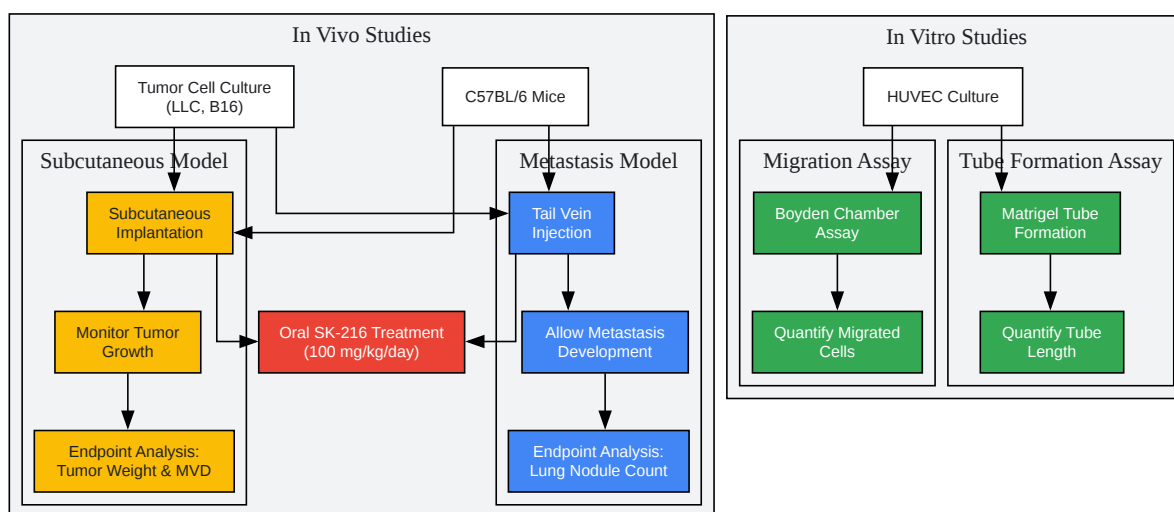 In Vivo Studies
Tumor Cell Culture
(LLC, B16)
C57BL/6 Mice
Subcutaneous Model
Subcutaneous
Implantation
Monitor Tumor
Growth
Endpoint Analysis:
Tumor Weight & MVD
Oral SK-216 Treatment
(100 mg/kg/day)
Metastasis Model
Tail Vein
Injection
Allow Metastasis
Development
Endpoint Analysis:
Lung Nodule Count
In Vitro Studies
HUVEC Culture
Migration Assay
Boyden Chamber
Assay
Quantify Migrated
Cells
Tube Formation Assay
Matrigel Tube
Formation
Quantify Tube
Length